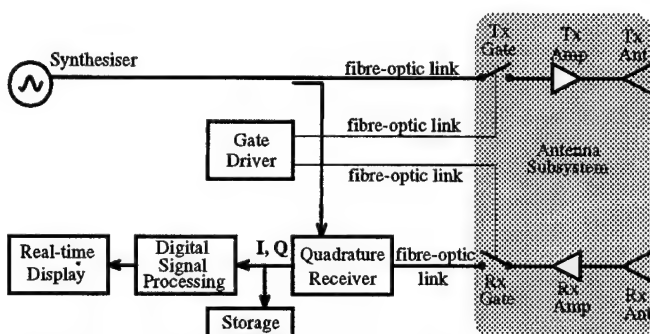 Synthesiser
fibre-optic link
Tx
Gate
Tx
Amp
Tx
Ant
Gate
Driver
fibre-optic link
fibre-optic link
Antenna
Subsystem
Real-time
Display
Digital
Signal
Processing
I, Q
Quadrature
Receiver
fibre-optic
link
Rx
Gate
Rx
Amp
Rx
Ant
Storage